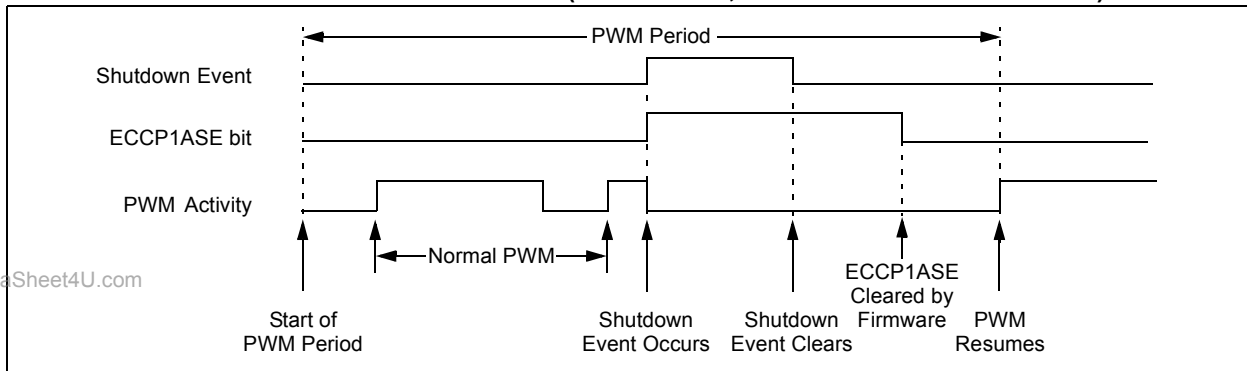 PWM Period
Shutdown Event
ECCP1ASE bit
PWM Activity
Normal PWM
aSheet4U.com
Start of
PWM Period
Shutdown
Event Occurs
Shutdown
Event Clears
ECCP1ASE
Cleared by
Firmware
PWM
Resumes